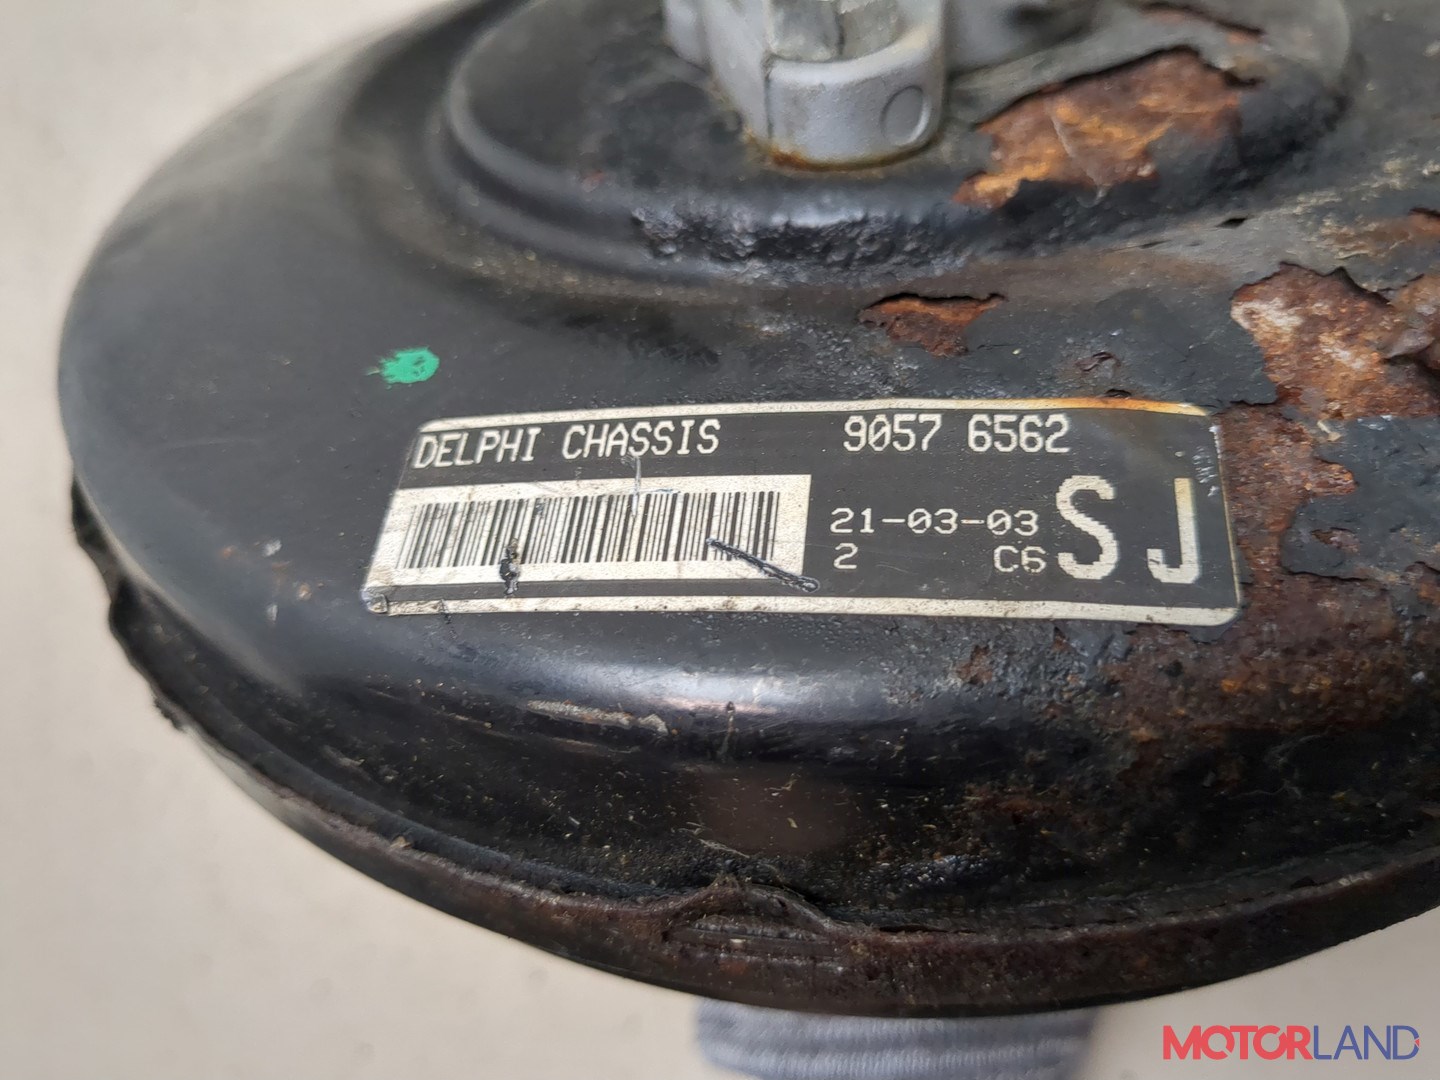 DELPHI CHASSIS 9057 6562
21-03-03 SJ
2 C6
MOTORLAND